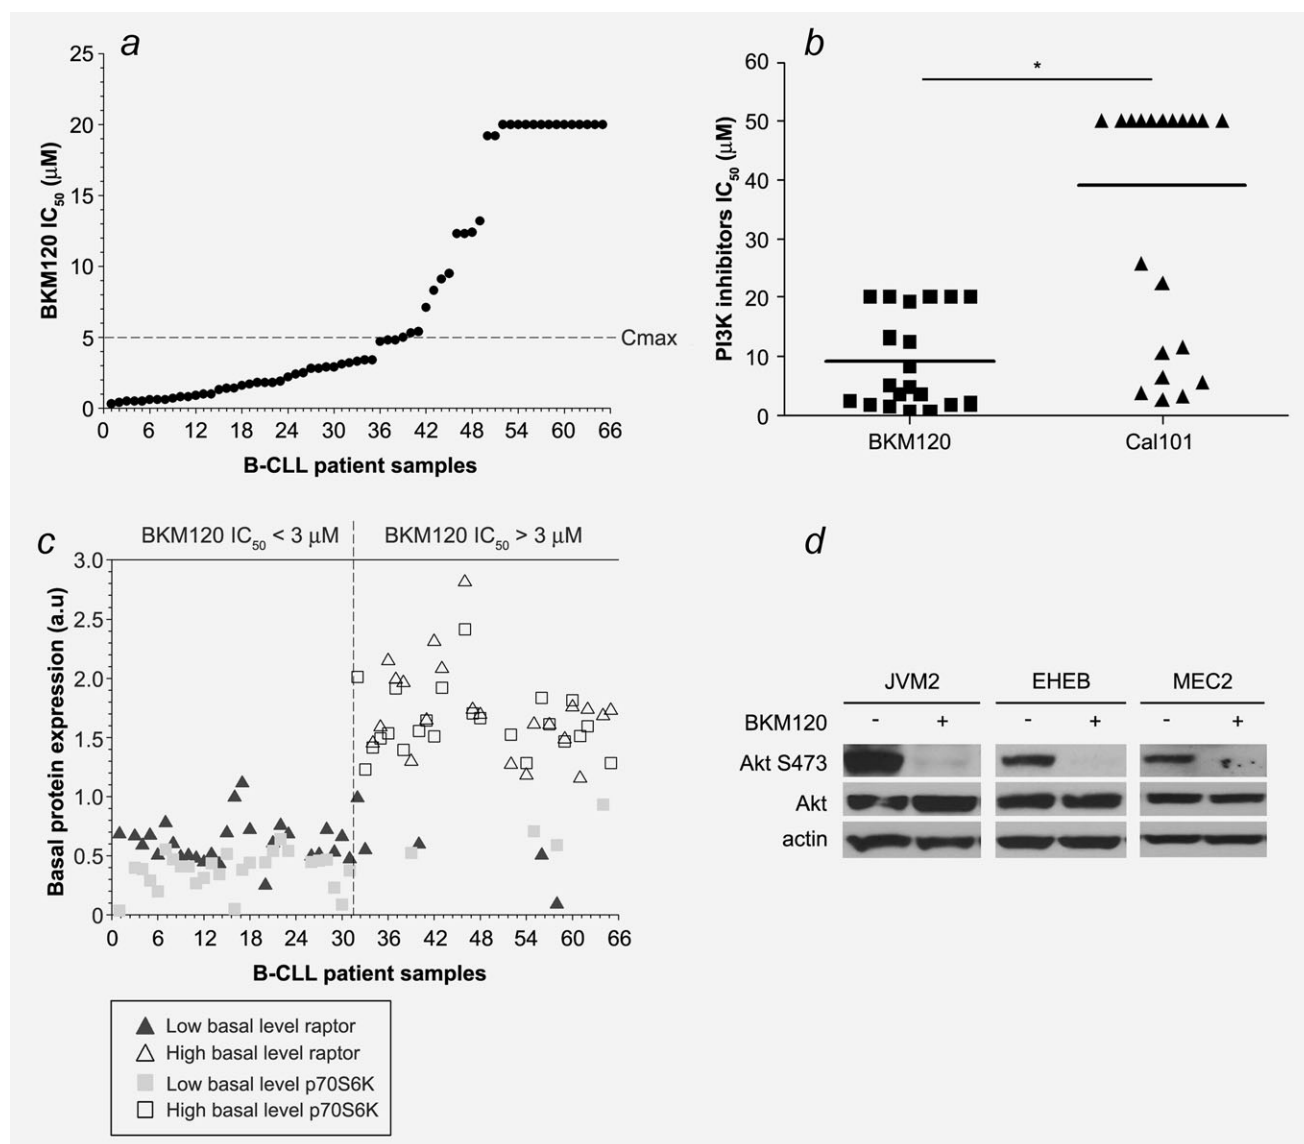 a
25
20
15
10
5
0
BKM120 IC50 (μM)
Cmax
0 6 12 18 24 30 36 42 48 54 60 66
B-CLL patient samples
b
60
50
40
30
20
10
0
PI3K inhibitors IC50 (μM)
*
BKM120 Cal101
c
BKM120 IC50 < 3 μM BKM120 IC50 > 3 μM
3.0
2.5
2.0
1.5
1.0
0.5
0
Basal protein expression (a.u)
0 6 12 18 24 30 36 42 48 54 60 66
B-CLL patient samples
Low basal level raptor
High basal level raptor
Low basal level p70S6K
High basal level p70S6K
d
JVM2 EHEB MEC2
BKM120 - + - + - +
Akt S473
Akt
actin